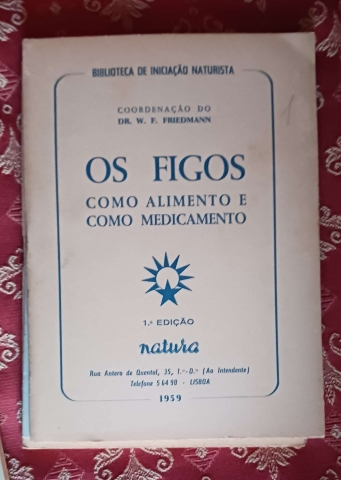 BIBLIOTECA DE INICIAÇÃO NATURISTA
COORDENAÇÃO DO
DR. W. F. FRIEDMANN
OS FIGOS
COMO ALIMENTO E
COMO MEDICAMENTO
1.ª EDIÇÃO
natura
Rua Antero de Quental, 35, 1.º-D.º (Ao Intendente)
Telefone 5 64 90 - LISBOA
1959
1